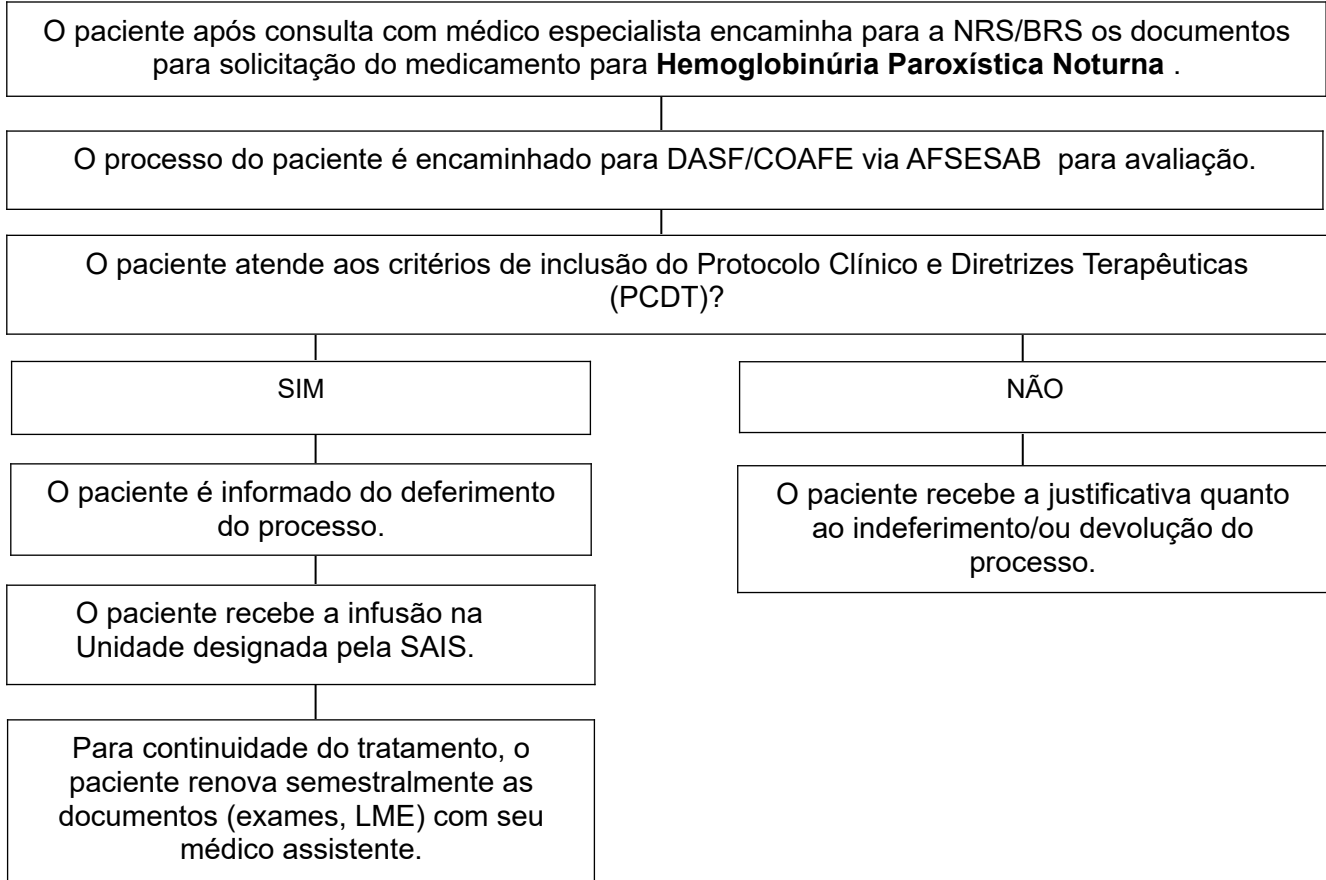 O paciente após consulta com médico especialista encaminha para a NRS/BRS os documentos
para solicitação do medicamento para Hemoglobinúria Paroxística Noturna .
O processo do paciente é encaminhado para DASF/COAFE via AFSESAB para avaliação.
O paciente atende aos critérios de inclusão do Protocolo Clínico e Diretrizes Terapêuticas
(PCDT)?
SIM
NÃO
O paciente é informado do deferimento
do processo.
O paciente recebe a justificativa quanto
ao indeferimento/ou devolução do
processo.
O paciente recebe a infusão na
Unidade designada pela SAIS.
Para continuidade do tratamento, o
paciente renova semestralmente as
documentos (exames, LME) com seu
médico assistente.